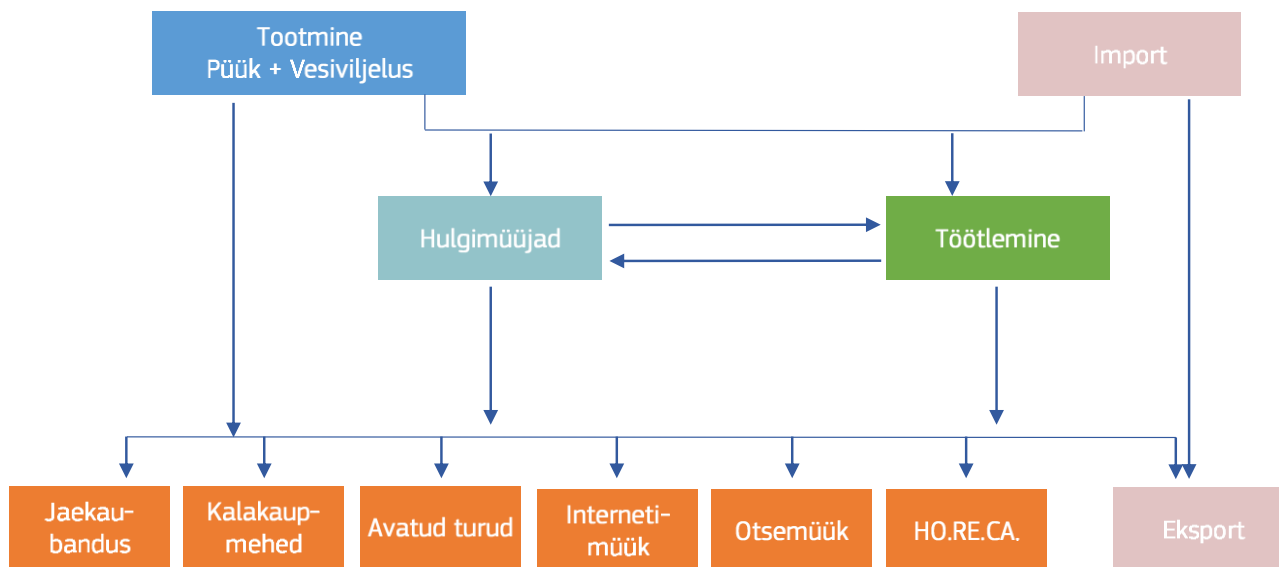 Tootmine
Püük + Vesiviljelus
Import
Hulgimüüjad
Töötlemine
Jaekau-
bandus
Kalakaup-
mehed
Avatud turud
Interneti-
müük
Otsemüük
HO.RE.CA.
Eksport